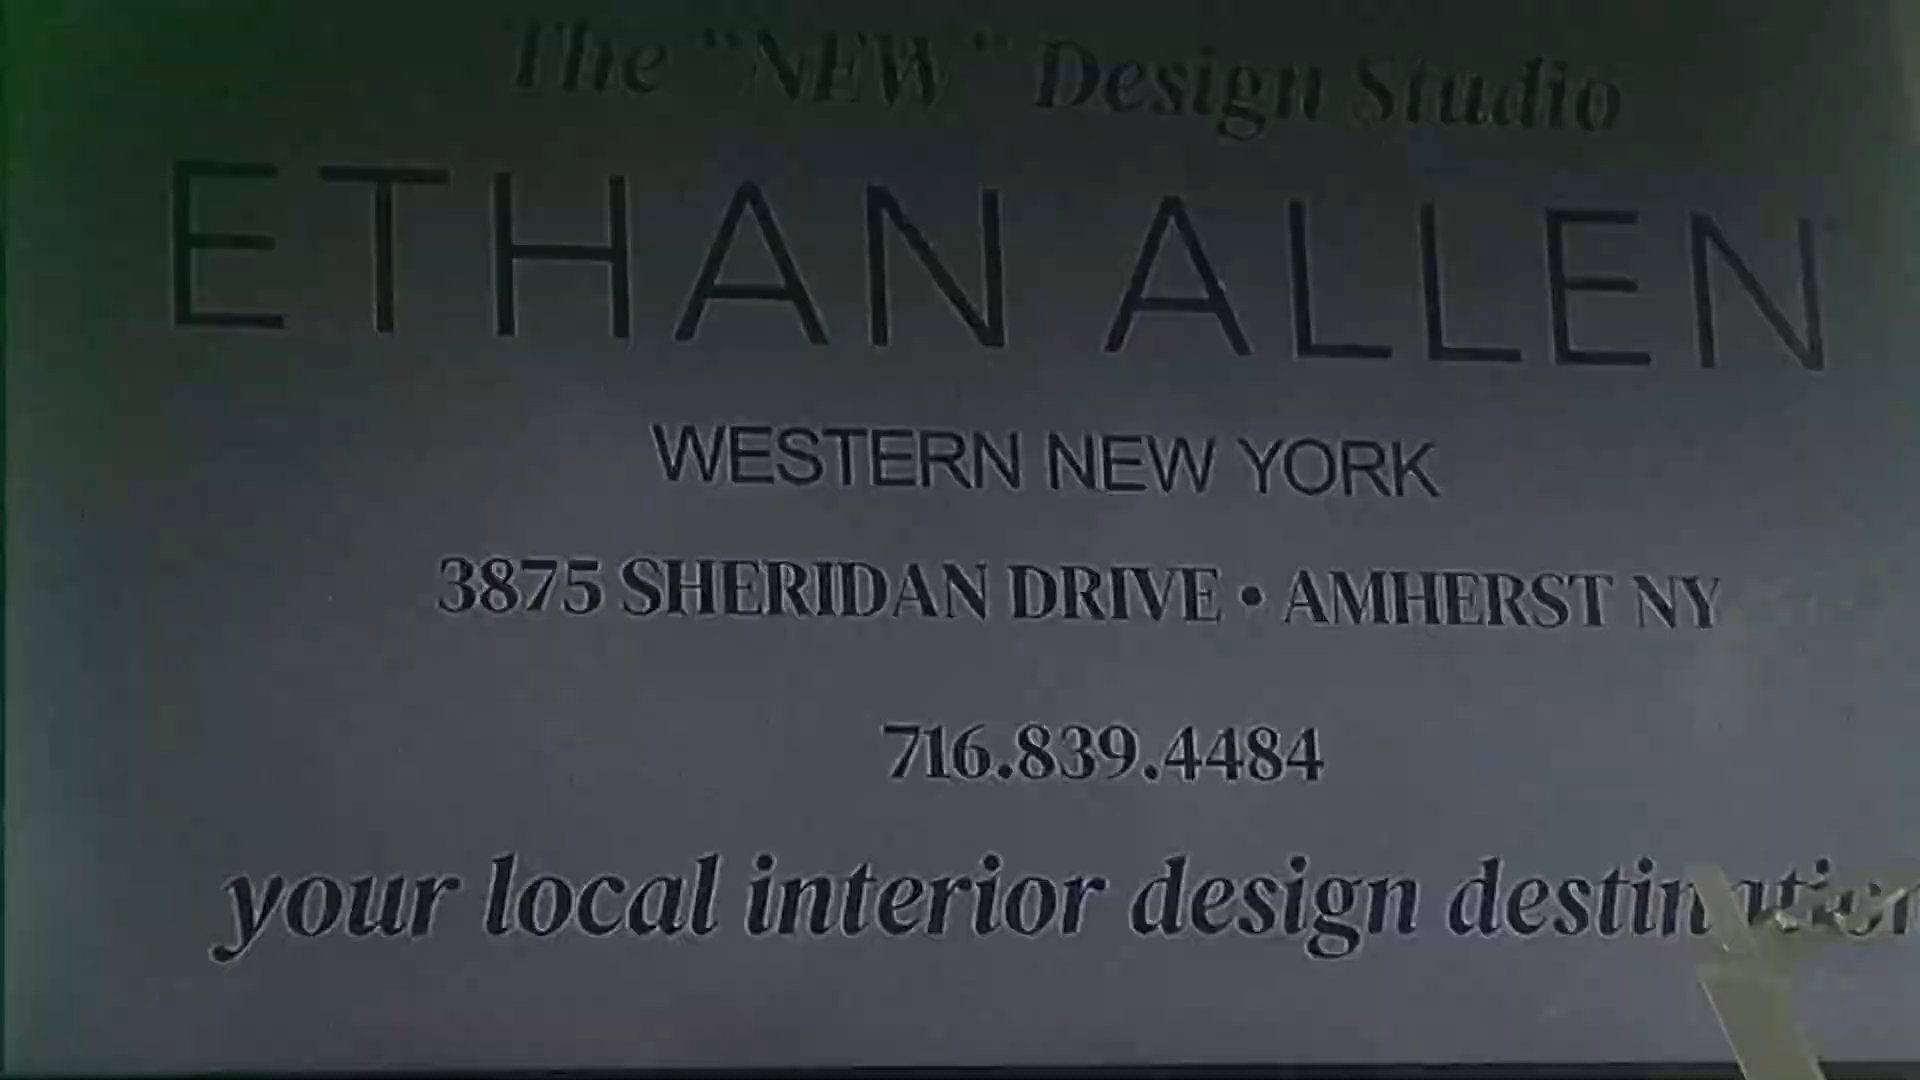 The "NEW" Design Studio
ETHAN ALLEN
WESTERN NEW YORK
3875 SHERIDAN DRIVE • AMHERST NY
716.839.4484
your local interior design destination